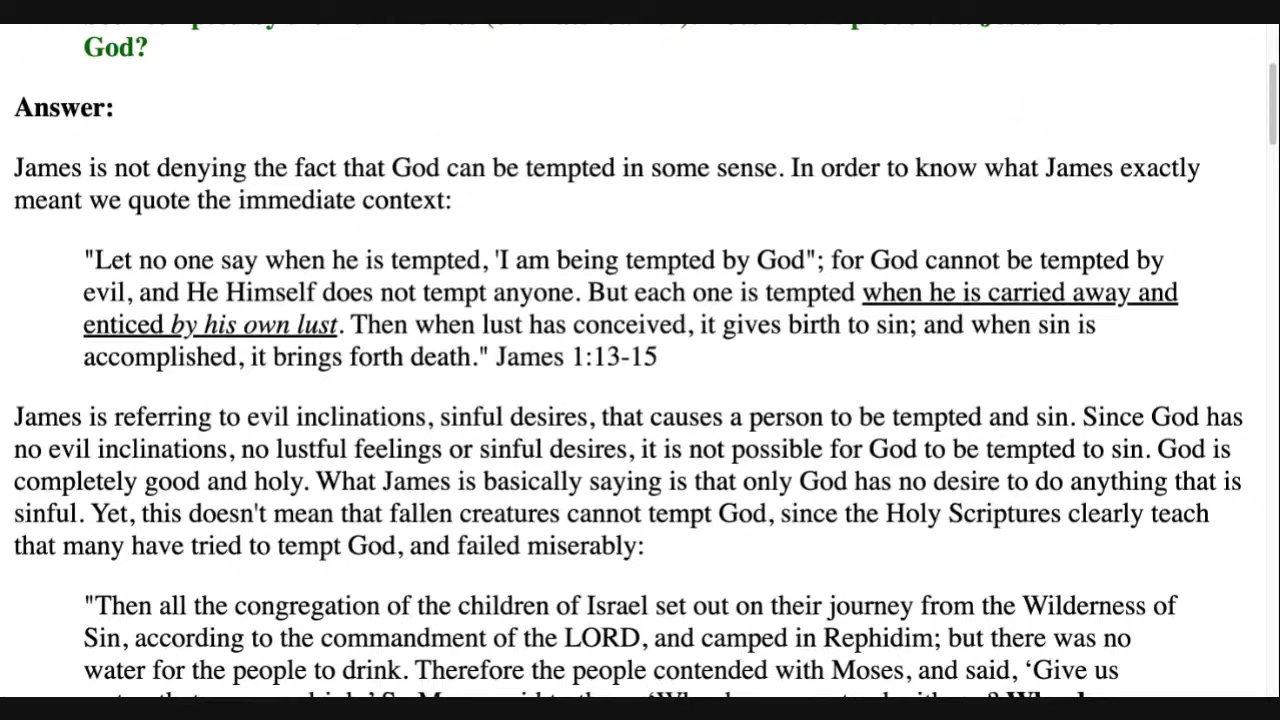 God?
Answer:
James is not denying the fact that God can be tempted in some sense. In order to know what James exactly
meant we quote the immediate context:
"Let no one say when he is tempted, 'I am being tempted by God"; for God cannot be tempted by
evil, and He Himself does not tempt anyone. But each one is tempted when he is carried away and
enticed by his own lust. Then when lust has conceived, it gives birth to sin; and when sin is
accomplished, it brings forth death." James 1:13-15
James is referring to evil inclinations, sinful desires, that causes a person to be tempted and sin. Since God has
no evil inclinations, no lustful feelings or sinful desires, it is not possible for God to be tempted to sin. God is
completely good and holy. What James is basically saying is that only God has no desire to do anything that is
sinful. Yet, this doesn't mean that fallen creatures cannot tempt God, since the Holy Scriptures clearly teach
that many have tried to tempt God, and failed miserably:
"Then all the congregation of the children of Israel set out on their journey from the Wilderness of
Sin, according to the commandment of the LORD, and camped in Rephidim; but there was no
water for the people to drink. Therefore the people contended with Moses, and said, ‘Give us